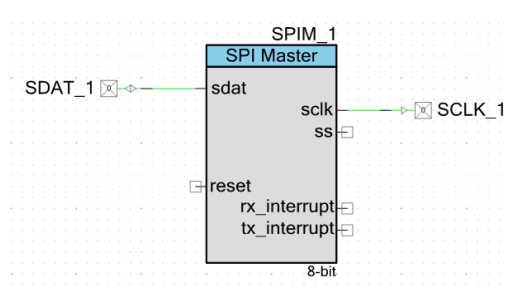 SPIM_1
SPI Master
SDAT_1
sdat
sclk
SCLK_1
ss
reset
rx_interrupt
tx_interrupt
8-bit